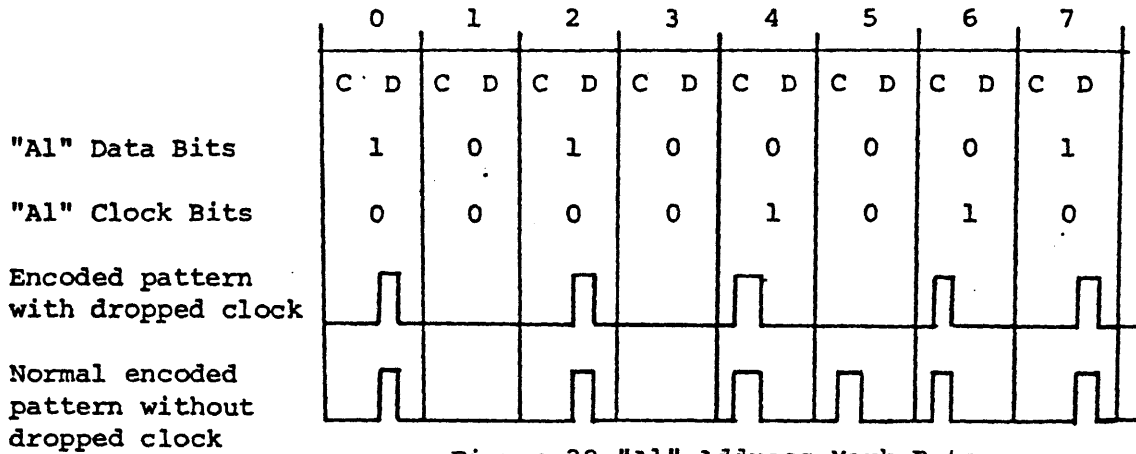 0 1 2 3 4 5 6 7
C D C D C D C D C D C D C D C D
"A1" Data Bits 1 0 1 0 0 0 0 1
"A1" Clock Bits 0 0 0 0 1 0 1 0
Encoded pattern
with dropped clock
Normal encoded
pattern without
dropped clock
"A1" Address Mark Byte